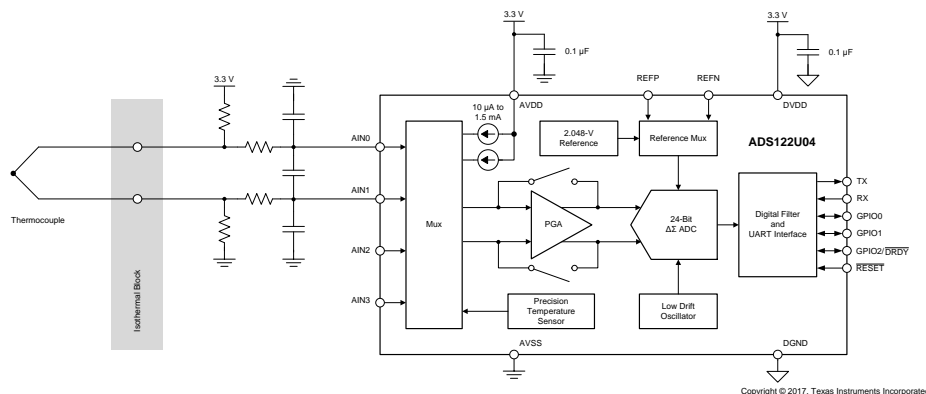 3.3 V
3.3 V
0.1 µF
0.1 µF
3.3 V
REFP
REFN
AVDD
DVDD
10 µA to
1.5 mA
2.048-V
Reference
Reference Mux
ADS122U04
AIN0
AIN1
AIN2
AIN3
Thermocouple
Isothermal Block
Mux
PGA
24-Bit
ΔΣ ADC
Digital Filter
and
UART Interface
TX
RX
GPIO0
GPIO1
GPIO2/DRDY
RESET
Precision
Temperature
Sensor
Low Drift
Oscillator
AVSS
DGND
Copyright © 2017, Texas Instruments Incorporated